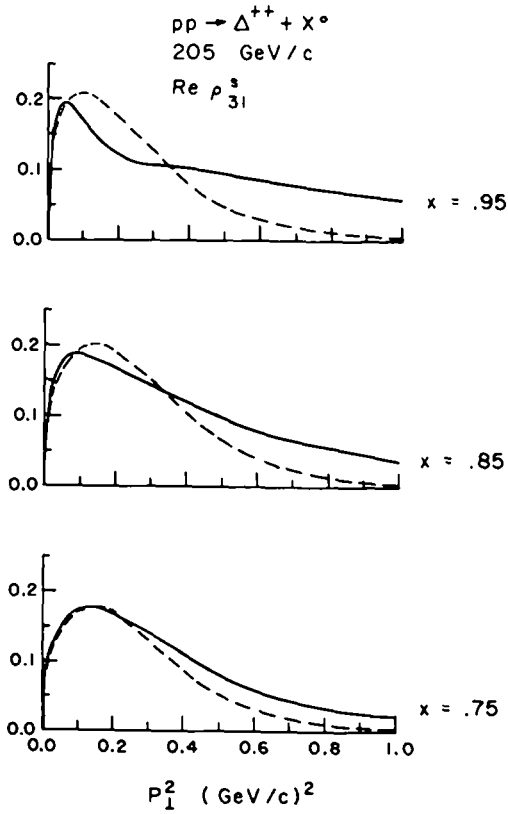 pp → Δ++ + X°
205 GeV/c
Re ρ^s_31
0.2
0.1
0.0
x = .95
0.2
0.1
0.0
x = .85
0.2
0.1
0.0
x = .75
0.0 0.2 0.4 0.6 0.8 1.0
P⊥^2 (GeV/c)^2